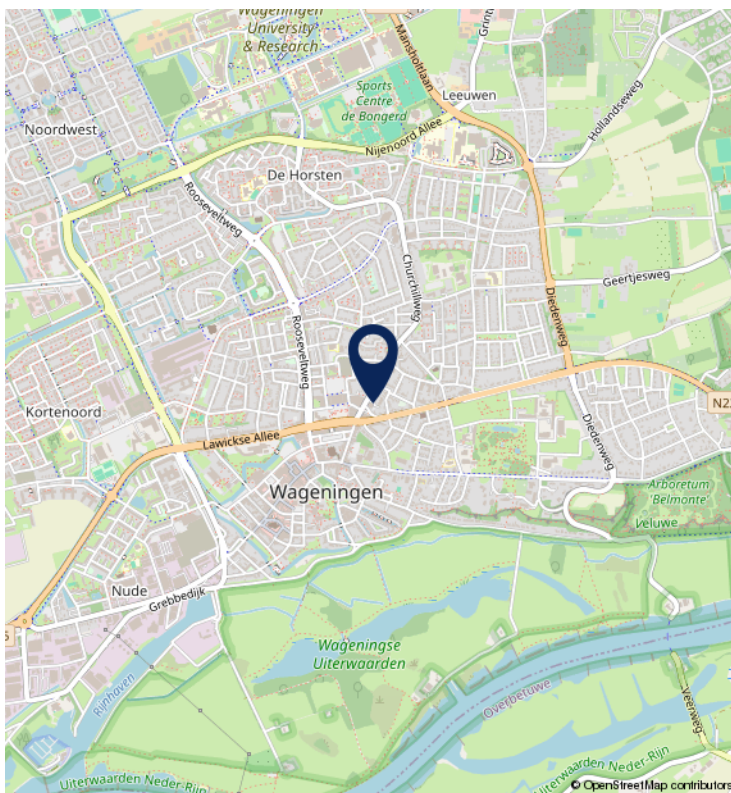 Wageningen
University
& Research
Mansholtlaan
Sports
Centre
de Bongerd
Leeuwen
Hollandseweg
Noordwest
Nijenoord Allee
De Horsten
Rooseveltweg
Churchillweg
Geertjesweg
Diedenweg
Rooseveltweg
Kortenoord
Lawickse Allee
Diedenweg
Wageningen
Arboretum
'Belmonte'
Veluwe
Nude
Grebbedijk
Wageningse
Uiterwaarden
Rijnhaven
Overbetuwe
Veerweg
Uiterwaarden Neder-Rijn
Uiterwaarden Neder-Rijn
© OpenStreetMap contributors